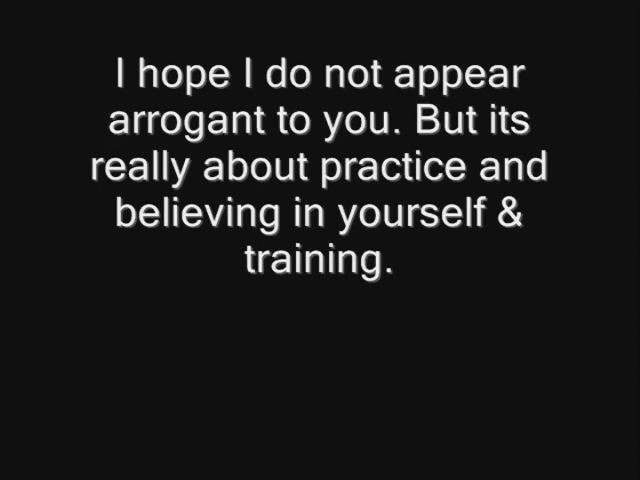 I hope I do not appear
arrogant to you. But its
really about practice and
believing in yourself &
training.